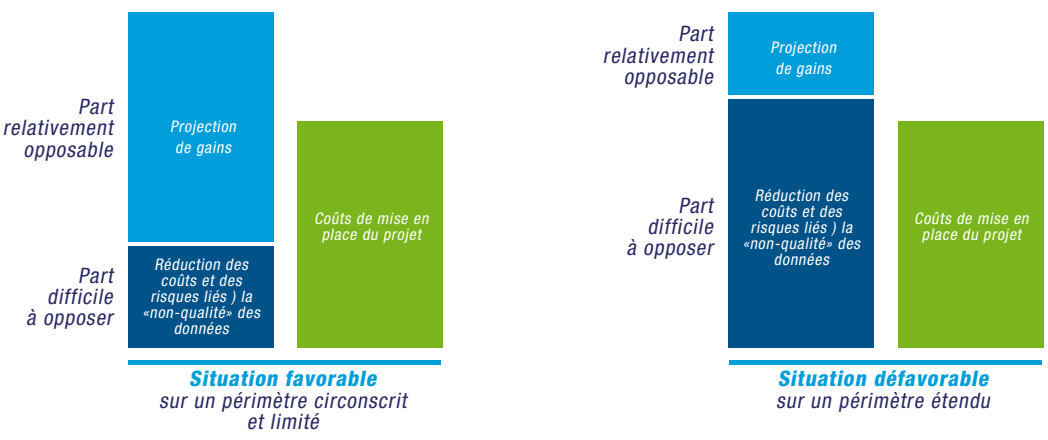 Part
relativement
opposable
Projection
de gains
Coûts de mise en
place du projet
Part
difficile
à opposer
Réduction des
coûts et des
risques liés ) la
«non-qualité» des
données
Situation favorable
sur un périmètre circonscrit
et limité
Part
relativement
opposable
Projection
de gains
Part
difficile
à opposer
Réduction des
coûts et des
risques liés ) la
«non-qualité» des
données
Coûts de mise en
place du projet
Situation défavorable
sur un périmètre étendu